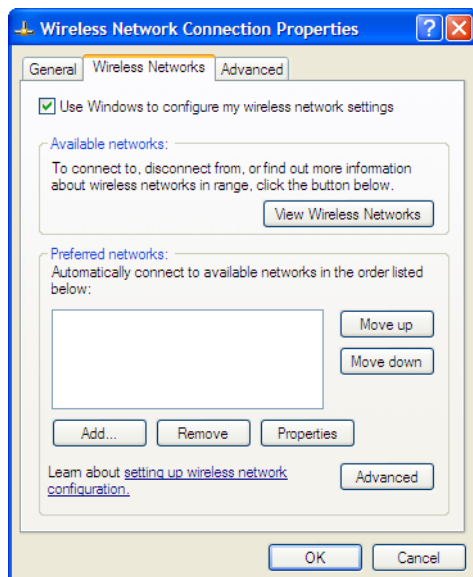 Wireless Network Connection Properties
General Wireless Networks Advanced
Use Windows to configure my wireless network settings
Available networks:
To connect to, disconnect from, or find out more information
about wireless networks in range, click the button below.
View Wireless Networks
Preferred networks:
Automatically connect to available networks in the order listed
below:
Move up
Move down
Add... Remove Properties
Learn about setting up wireless network
configuration.
Advanced
OK Cancel